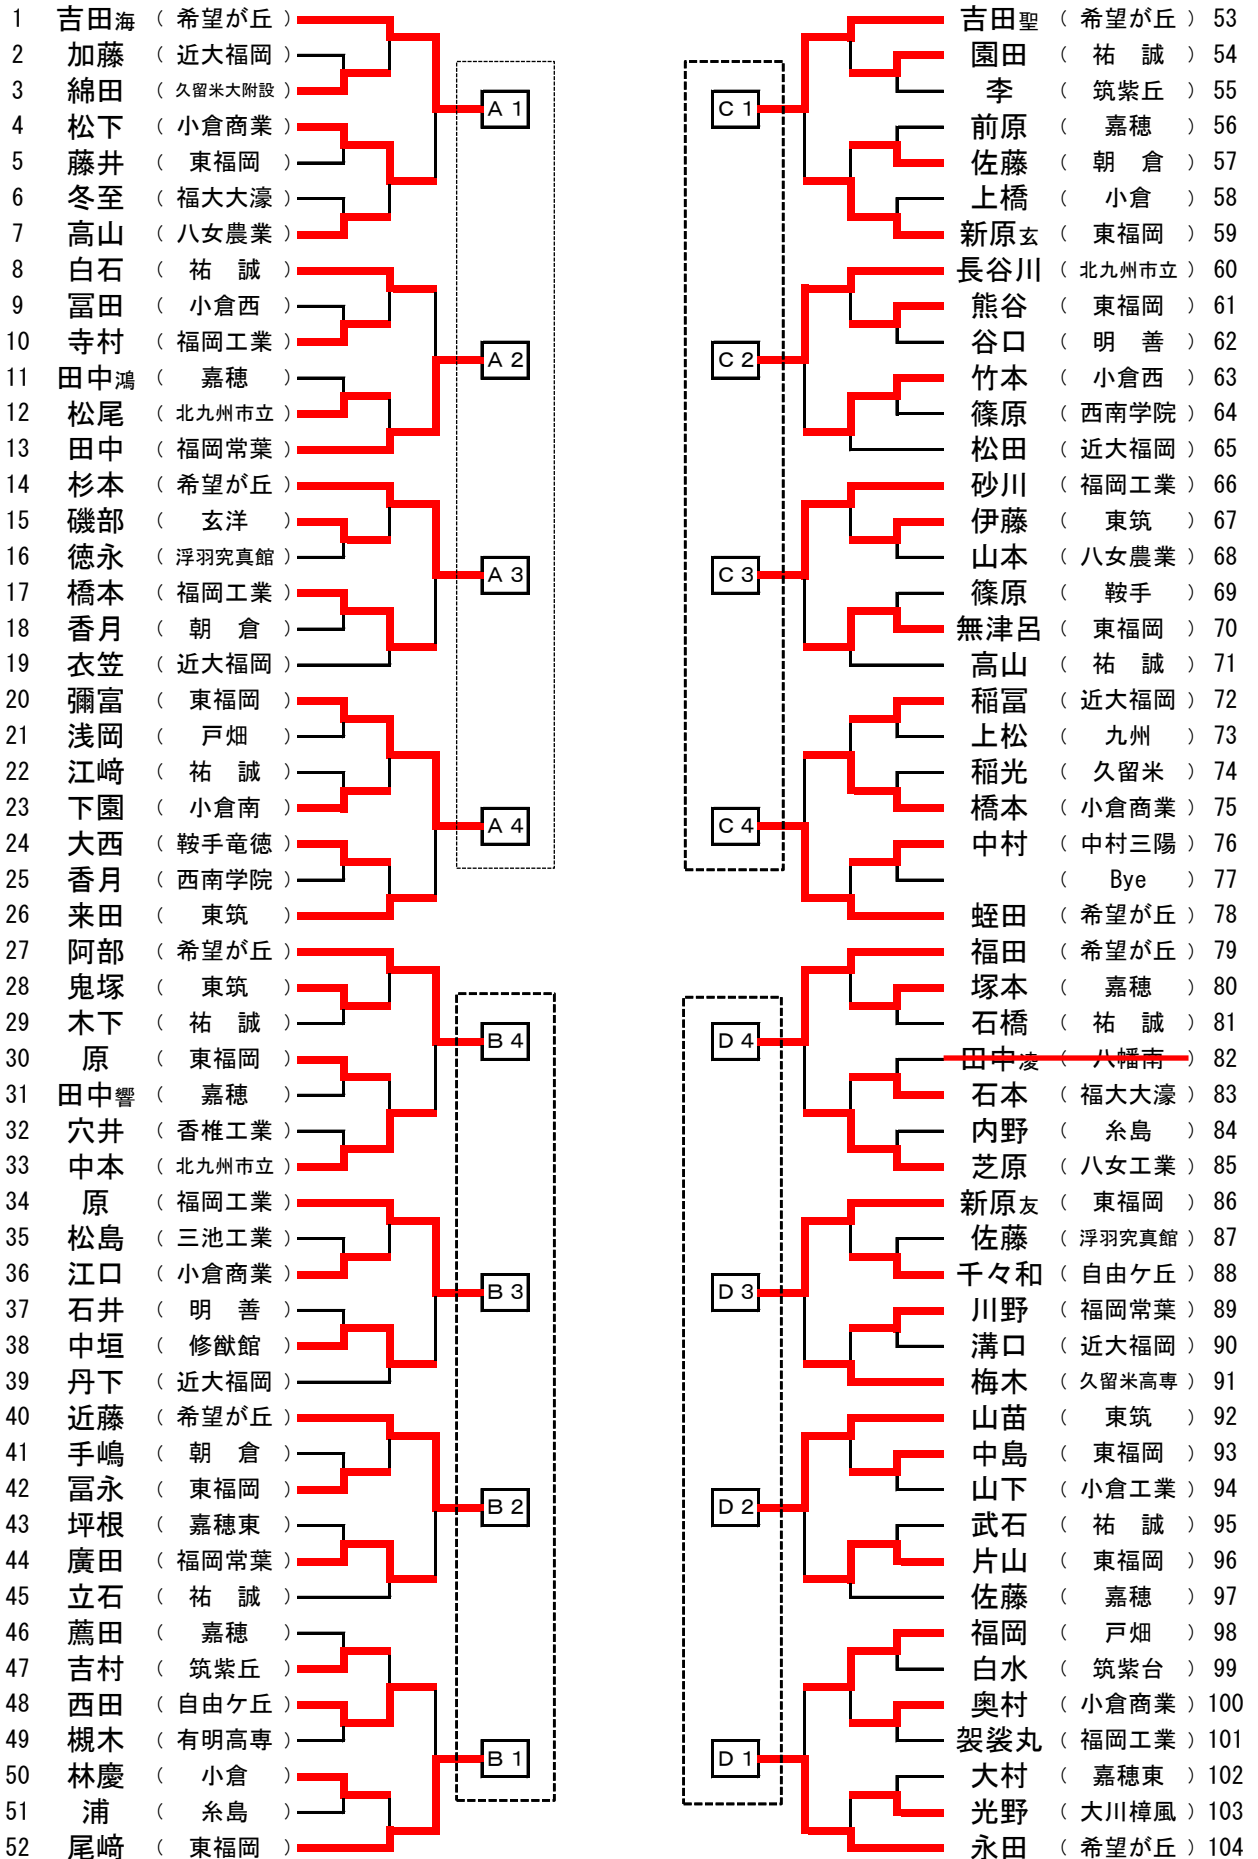 1 吉田海 （ 希望が丘 ）
2 加藤 （ 近大福岡 ）
3 綿田 （ 久留米大附設 ）
A 1
4 松下 （ 小倉商業 ）
5 藤井 （ 東福岡 ）
6 冬至 （ 福大大濠 ）
7 高山 （ 八女農業 ）
8 白石 （ 祐 誠 ）
9 冨田 （ 小倉西 ）
10 寺村 （ 福岡工業 ）
A 2
11 田中鴻 （ 嘉穂 ）
12 松尾 （ 北九州市立 ）
13 田中 （ 福岡常葉 ）
14 杉本 （ 希望が丘 ）
15 磯部 （ 玄洋 ）
16 徳永 （ 浮羽究真館 ）
A 3
17 橋本 （ 福岡工業 ）
18 香月 （ 朝 倉 ）
19 衣笠 （ 近大福岡 ）
20 彌富 （ 東福岡 ）
21 浅岡 （ 戸畑 ）
22 江﨑 （ 祐 誠 ）
23 下園 （ 小倉南 ）
A 4
24 大西 （ 鞍手竜徳 ）
25 香月 （ 西南学院 ）
26 来田 （ 東筑 ）
27 阿部 （ 希望が丘 ）
28 鬼塚 （ 東筑 ）
29 木下 （ 祐 誠 ）
B 4
30 原 （ 東福岡 ）
31 田中響 （ 嘉穂 ）
32 穴井 （ 香椎工業 ）
33 中本 （ 北九州市立 ）
34 原 （ 福岡工業 ）
35 松島 （ 三池工業 ）
36 江口 （ 小倉商業 ）
B 3
37 石井 （ 明 善 ）
38 中垣 （ 修猷館 ）
39 丹下 （ 近大福岡 ）
40 近藤 （ 希望が丘 ）
41 手嶋 （ 朝 倉 ）
42 冨永 （ 東福岡 ）
B 2
43 坪根 （ 嘉穂東 ）
44 廣田 （ 福岡常葉 ）
45 立石 （ 祐 誠 ）
46 薦田 （ 嘉穂 ）
47 吉村 （ 筑紫丘 ）
48 西田 （ 自由ケ丘 ）
49 槻木 （ 有明高専 ）
B 1
50 林慶 （ 小倉 ）
51 浦 （ 糸島 ）
52 尾﨑 （ 東福岡 ）
吉田聖 （ 希望が丘 ） 53
園田 （ 祐 誠 ） 54
李 （ 筑紫丘 ） 55
C 1
前原 （ 嘉穂 ） 56
佐藤 （ 朝 倉 ） 57
上橋 （ 小倉 ） 58
新原玄 （ 東福岡 ） 59
長谷川 （ 北九州市立 ） 60
熊谷 （ 東福岡 ） 61
谷口 （ 明 善 ） 62
C 2
竹本 （ 小倉西 ） 63
篠原 （ 西南学院 ） 64
松田 （ 近大福岡 ） 65
砂川 （ 福岡工業 ） 66
伊藤 （ 東筑 ） 67
山本 （ 八女農業 ） 68
C 3
篠原 （ 鞍手 ） 69
無津呂 （ 東福岡 ） 70
高山 （ 祐 誠 ） 71
稲冨 （ 近大福岡 ） 72
上松 （ 九州 ） 73
稲光 （ 久留米 ） 74
橋本 （ 小倉商業 ） 75
C 4
中村 （ 中村三陽 ） 76
（ Bye ） 77
蛭田 （ 希望が丘 ） 78
福田 （ 希望が丘 ） 79
塚本 （ 嘉穂 ） 80
石橋 （ 祐 誠 ） 81
D 4
田中凌 （ 八幡南 ） 82
石本 （ 福大大濠 ） 83
内野 （ 糸島 ） 84
芝原 （ 八女工業 ） 85
新原友 （ 東福岡 ） 86
佐藤 （ 浮羽究真館 ） 87
千々和 （ 自由ケ丘 ） 88
D 3
川野 （ 福岡常葉 ） 89
溝口 （ 近大福岡 ） 90
梅木 （ 久留米高専 ） 91
山苗 （ 東筑 ） 92
中島 （ 東福岡 ） 93
山下 （ 小倉工業 ） 94
D 2
武石 （ 祐 誠 ） 95
片山 （ 東福岡 ） 96
佐藤 （ 嘉穂 ） 97
福岡 （ 戸畑 ） 98
白水 （ 筑紫台 ） 99
奥村 （ 小倉商業 ） 100
袈裟丸 （ 福岡工業 ） 101
D 1
大村 （ 嘉穂東 ） 102
光野 （ 大川樟風 ） 103
永田 （ 希望が丘 ） 104